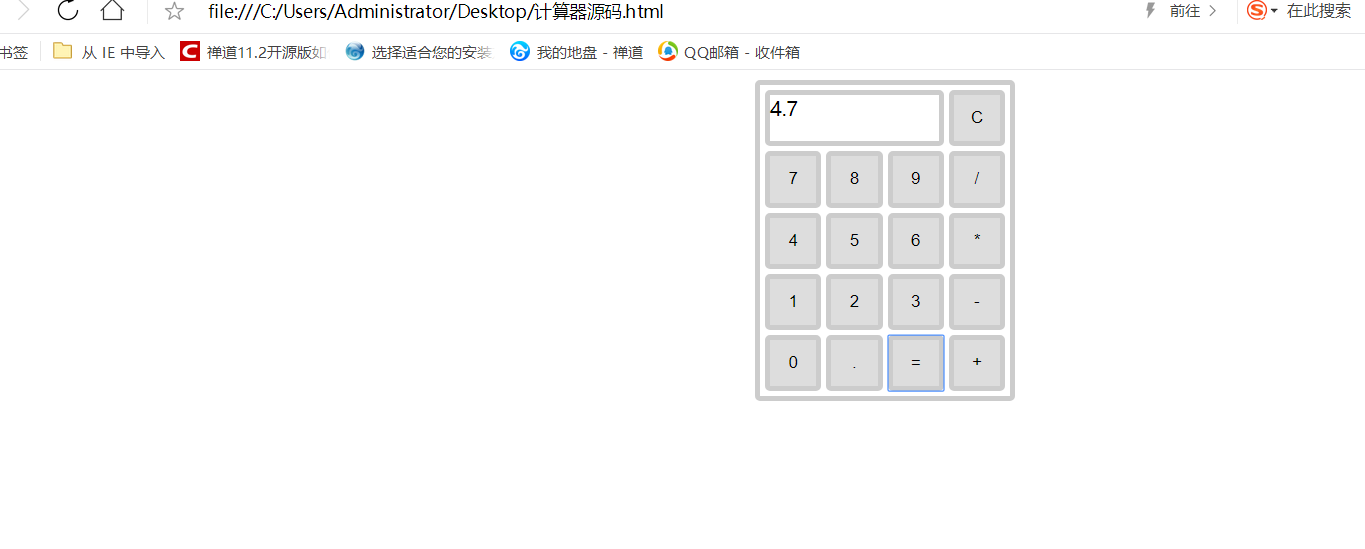 file:///C:/Users/Administrator/Desktop/计算器源码.html 前往 在此搜索
书签 从 IE 中导入 禅道11.2开源版如 选择适合您的安装 我的地盘 - 禅道 QQ邮箱 - 收件箱
4.7 C
7 8 9 /
4 5 6 *
1 2 3 -
0 . = +